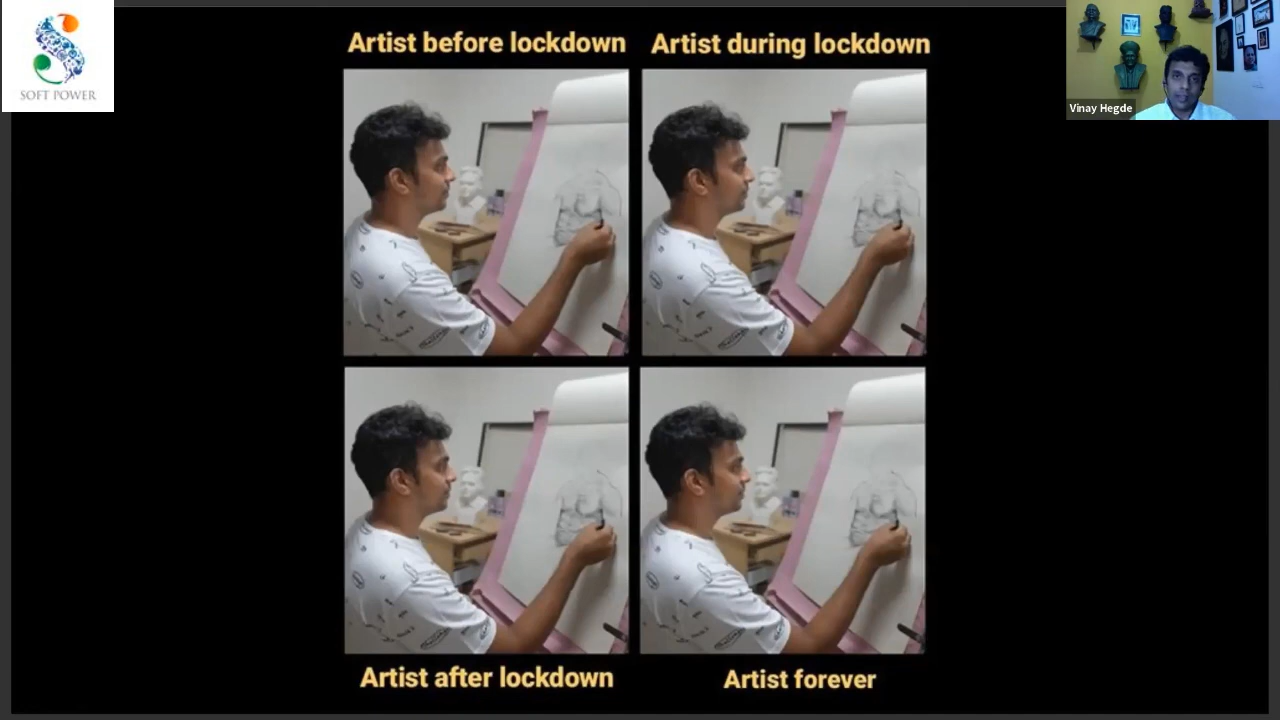 SOFT POWER
Artist before lockdown
Artist during lockdown
Vinay Hegde
Artist after lockdown
Artist forever